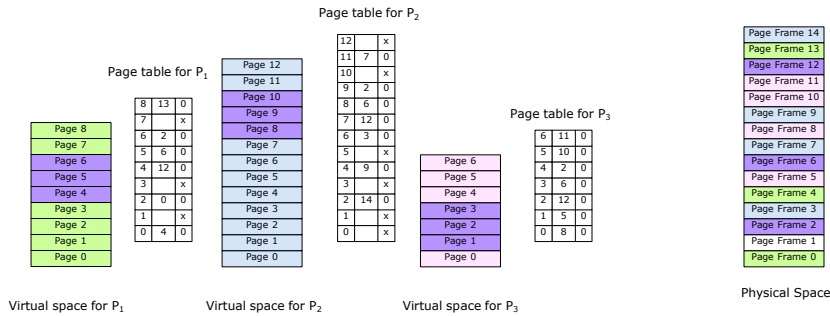 Page table for P2
Page table for P1
Page table for P3
Page 8
Page 7
Page 6
Page 5
Page 4
Page 3
Page 2
Page 1
Page 0
Virtual space for P1
8 13 0
7 x
6 2 0
5 6 0
4 12 0
3 x
2 0 0
1 x
0 4 0
Page 12
Page 11
Page 10
Page 9
Page 8
Page 7
Page 6
Page 5
Page 4
Page 3
Page 2
Page 1
Page 0
Virtual space for P2
12 x
11 7 0
10 x
9 2 0
8 6 0
7 12 0
6 3 0
5 x
4 9 0
3 x
2 14 0
1 x
0 x
Page 6
Page 5
Page 4
Page 3
Page 2
Page 1
Page 0
Virtual space for P3
6 11 0
5 10 0
4 2 0
3 6 0
2 12 0
1 5 0
0 8 0
Page Frame 14
Page Frame 13
Page Frame 12
Page Frame 11
Page Frame 10
Page Frame 9
Page Frame 8
Page Frame 7
Page Frame 6
Page Frame 5
Page Frame 4
Page Frame 3
Page Frame 2
Page Frame 1
Page Frame 0
Physical Space